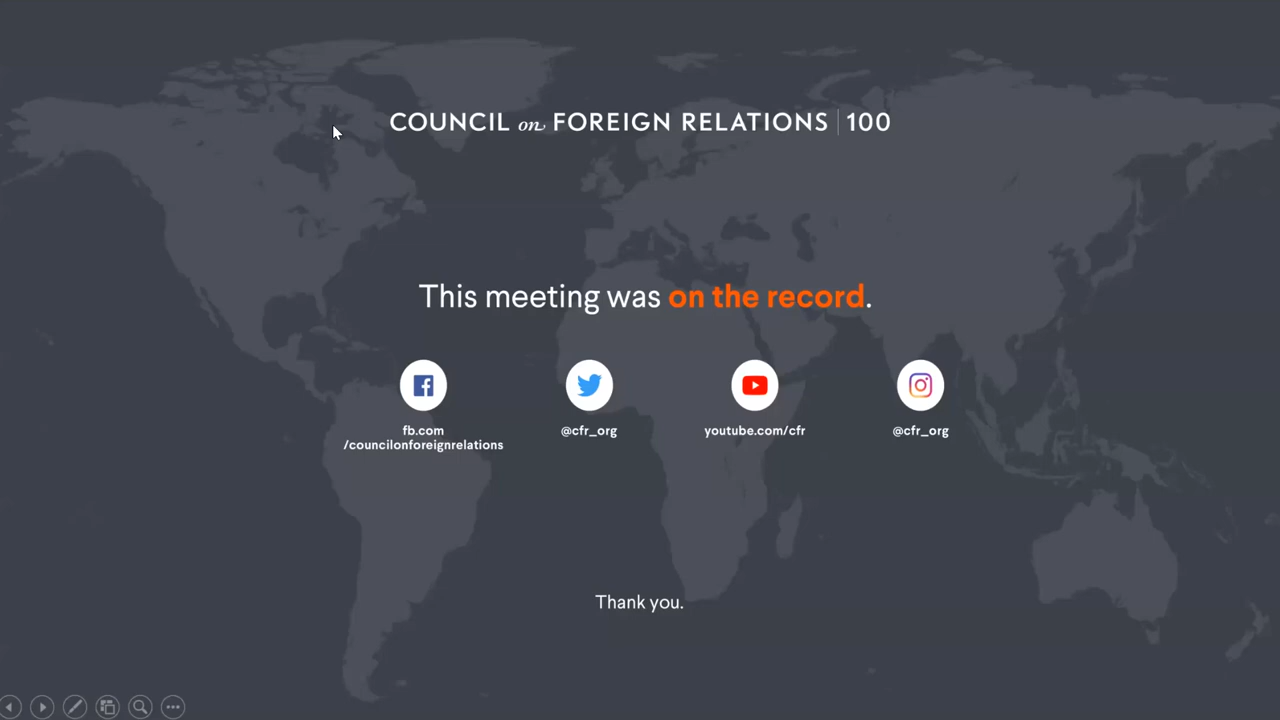 COUNCIL on FOREIGN RELATIONS | 100
This meeting was on the record.
fb.com
/councilonforeignrelations
@cfr_org
youtube.com/cfr
@cfr_org
Thank you.